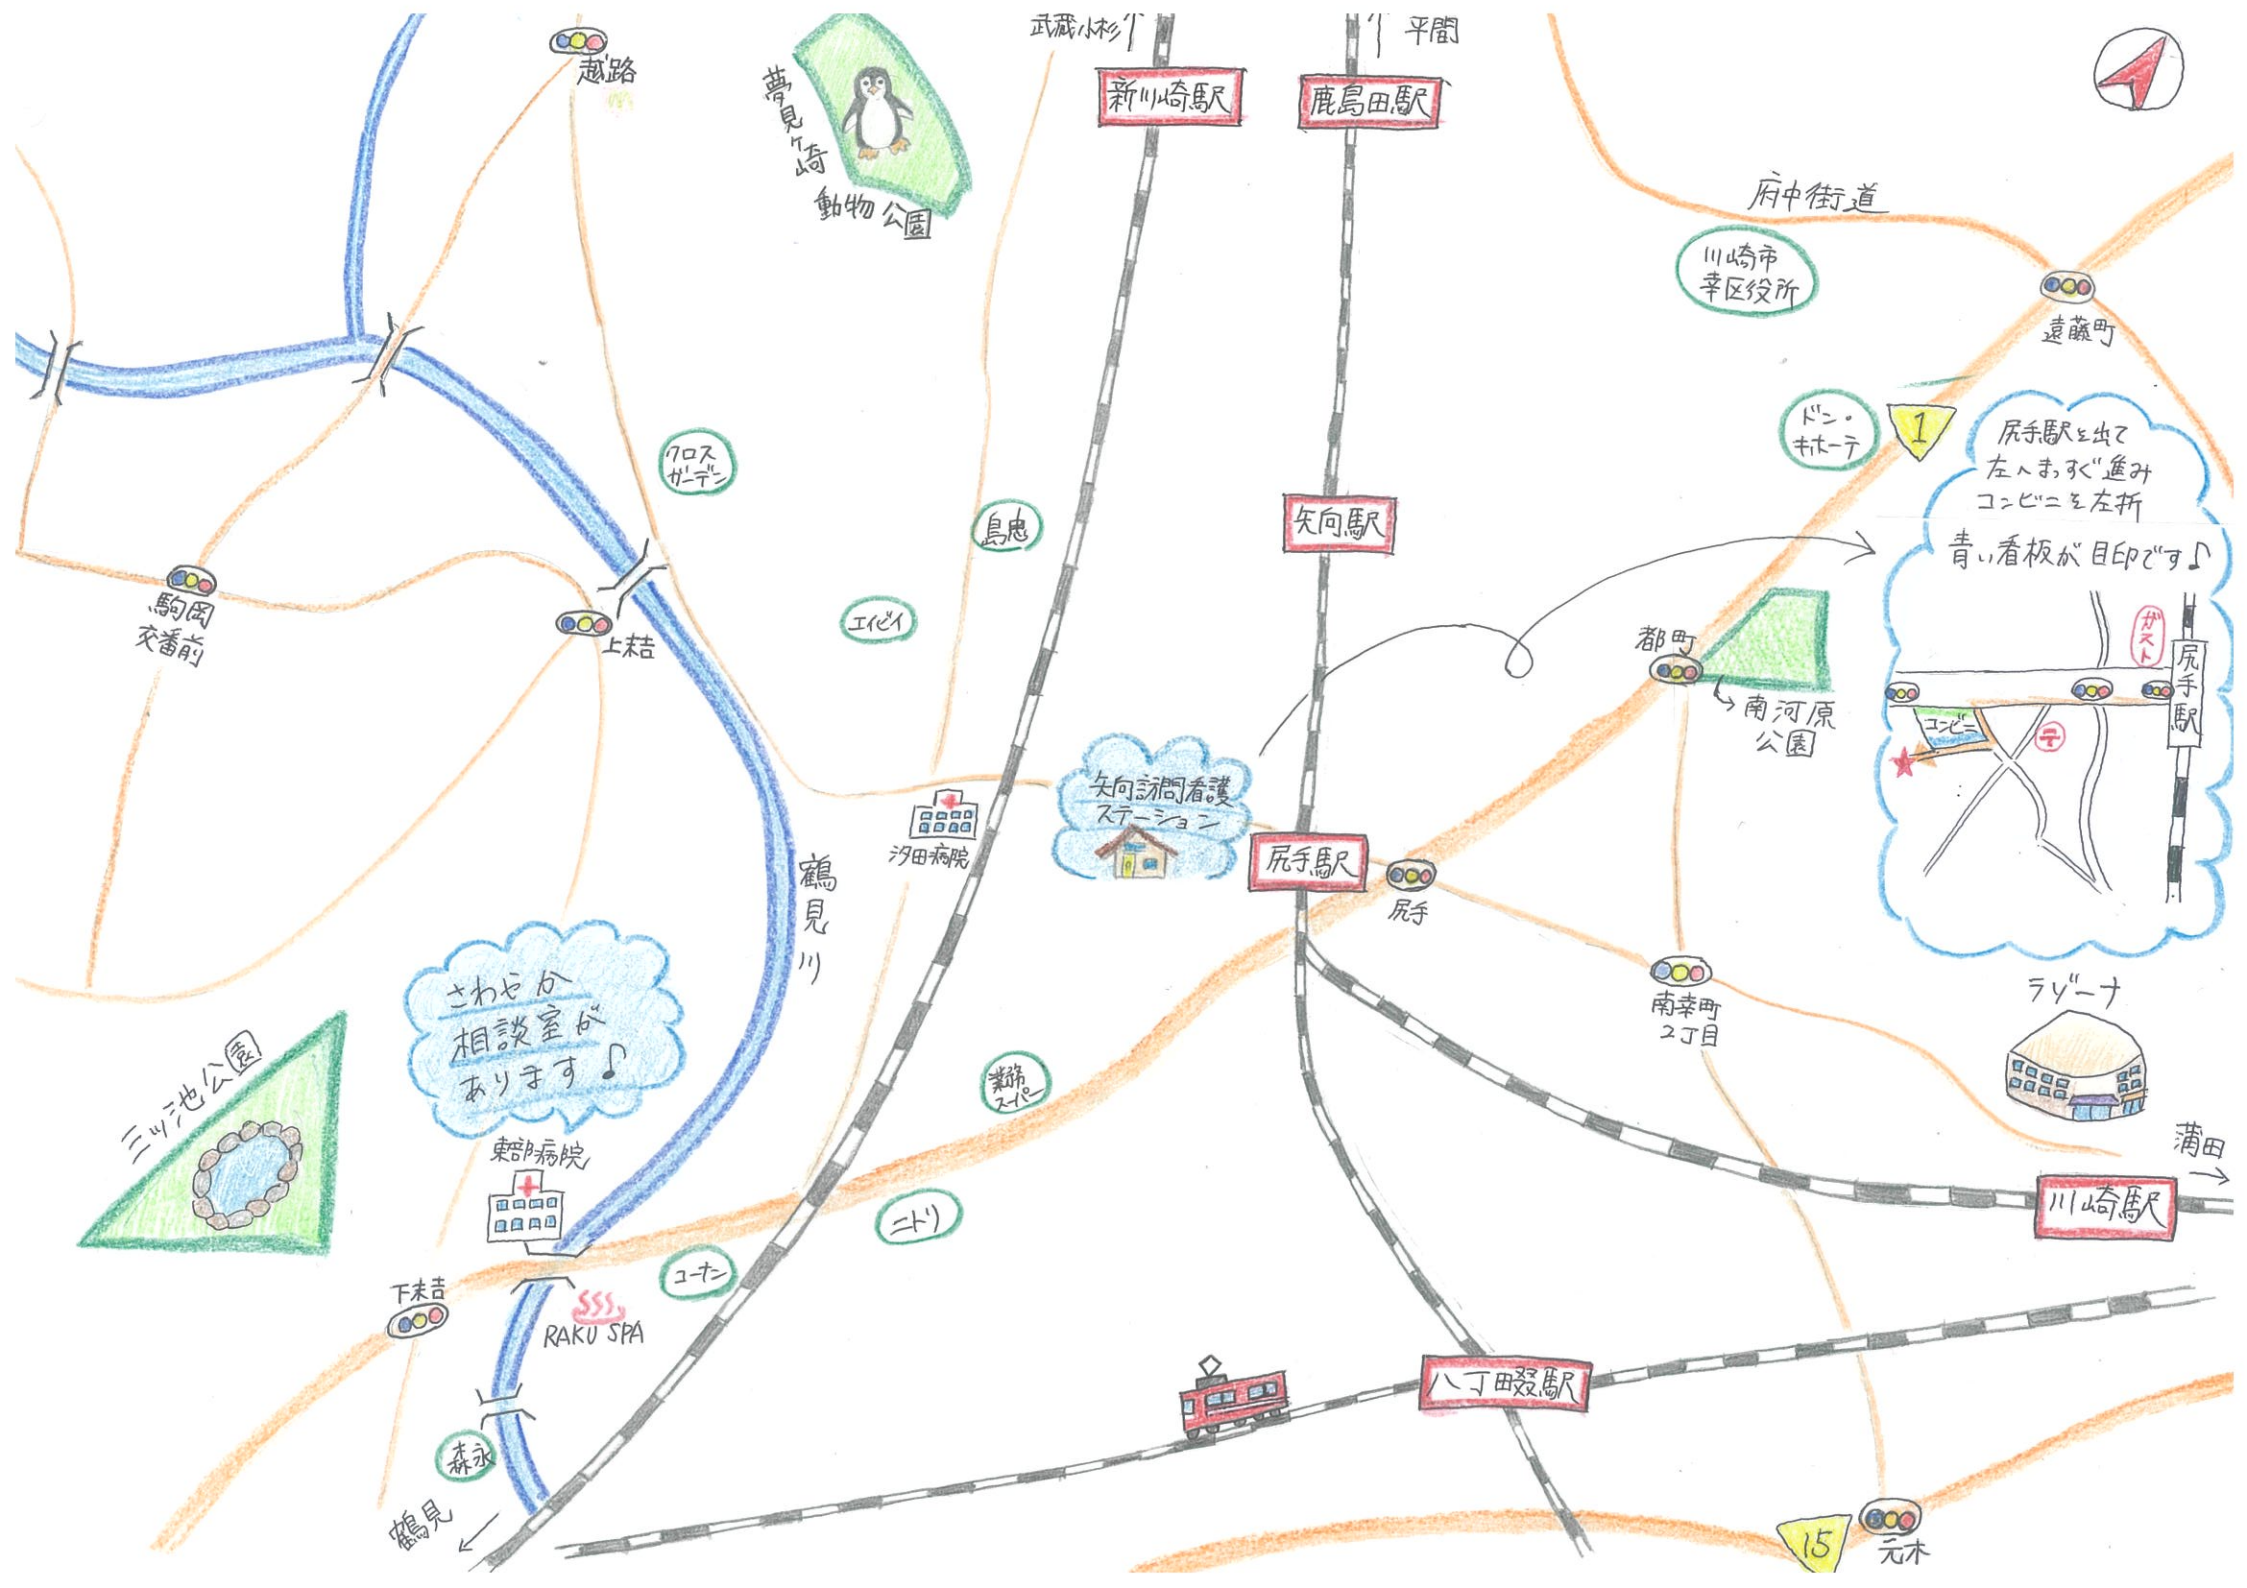 武蔵小杉
平間
越路
新川崎駅
鹿島田駅
夢見ヶ崎
動物公園
府中街道
川崎市
幸区役所
遠藤町
ドン・
キホーテ
1
尻手駅を出て
左へまっすぐ進み
コンビニを左折
青い看板が目印です♪
クロス
ガーデン
島忠
矢向駅
駒岡
交番前
上末吉
エイビイ
都町
南河原
公園
ガスト
尻手駅
コンビニ
〒
矢向訪問看護
ステーション
汐田病院
尻手駅
尻手
鶴見川
さわやか
相談室が
あります♪
南幸町
2丁目
ラゾーナ
三ッ池公園
業務
スーパー
東部病院
蒲田
川崎駅
ニトリ
コーナン
下末吉
RAKU SPA
八丁畷駅
森永
鶴見
15
元木